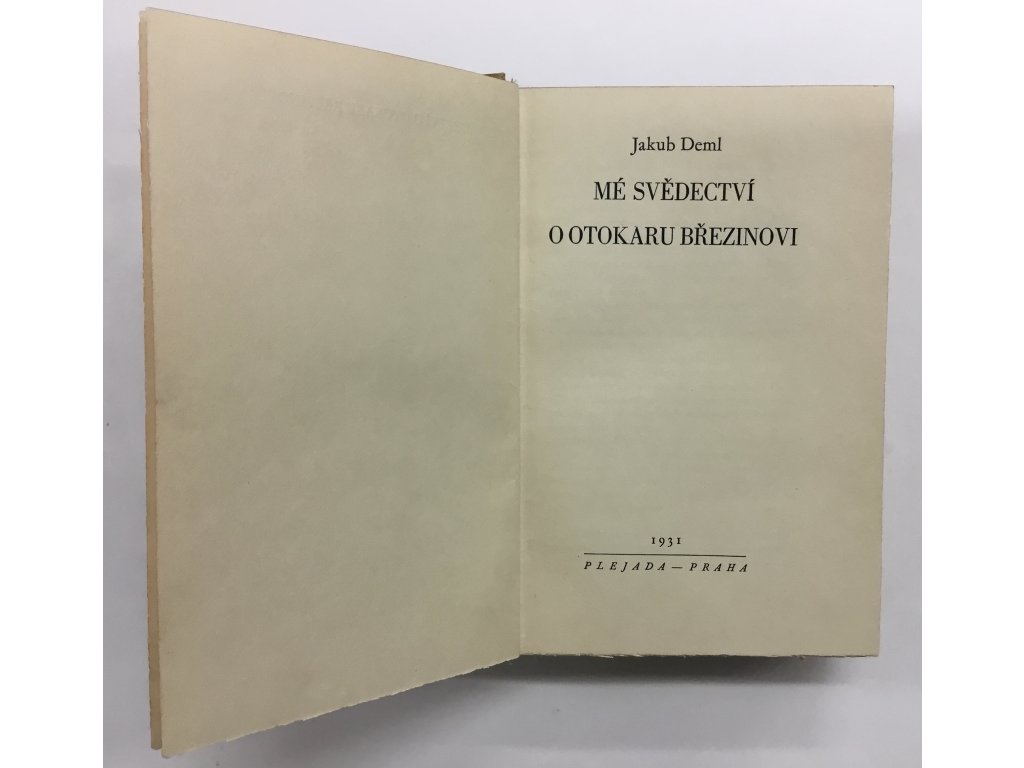 Jakub Deml
MÉ SVĚDECTVÍ
O OTOKARU BŘEZINOVI
1931
PLEJADA — PRAHA